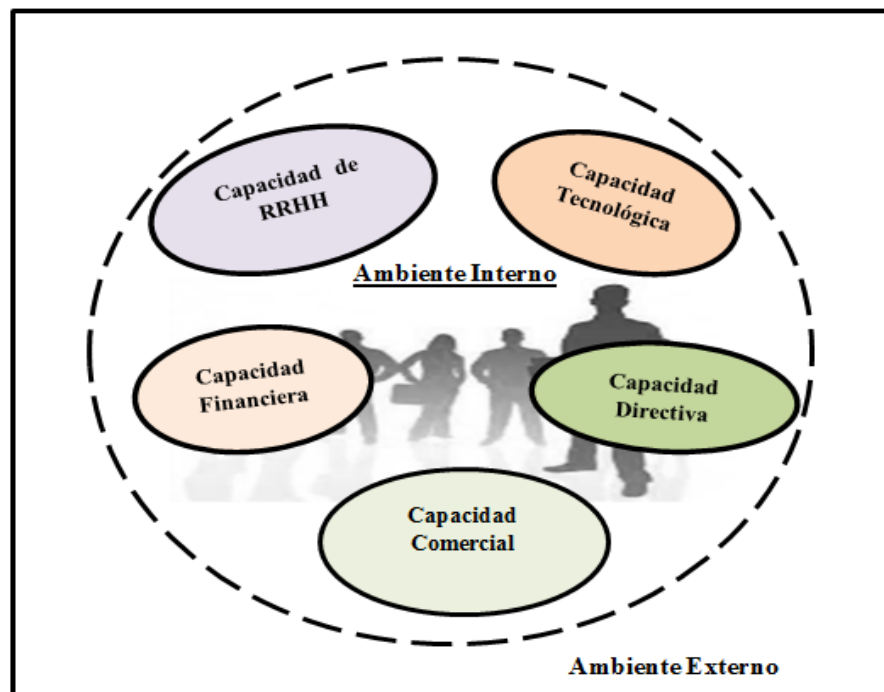 Capacidad de
RRHH
Capacidad
Tecnológica
Ambiente Interno
Capacidad
Financiera
Capacidad
Directiva
Capacidad
Comercial
Ambiente Externo